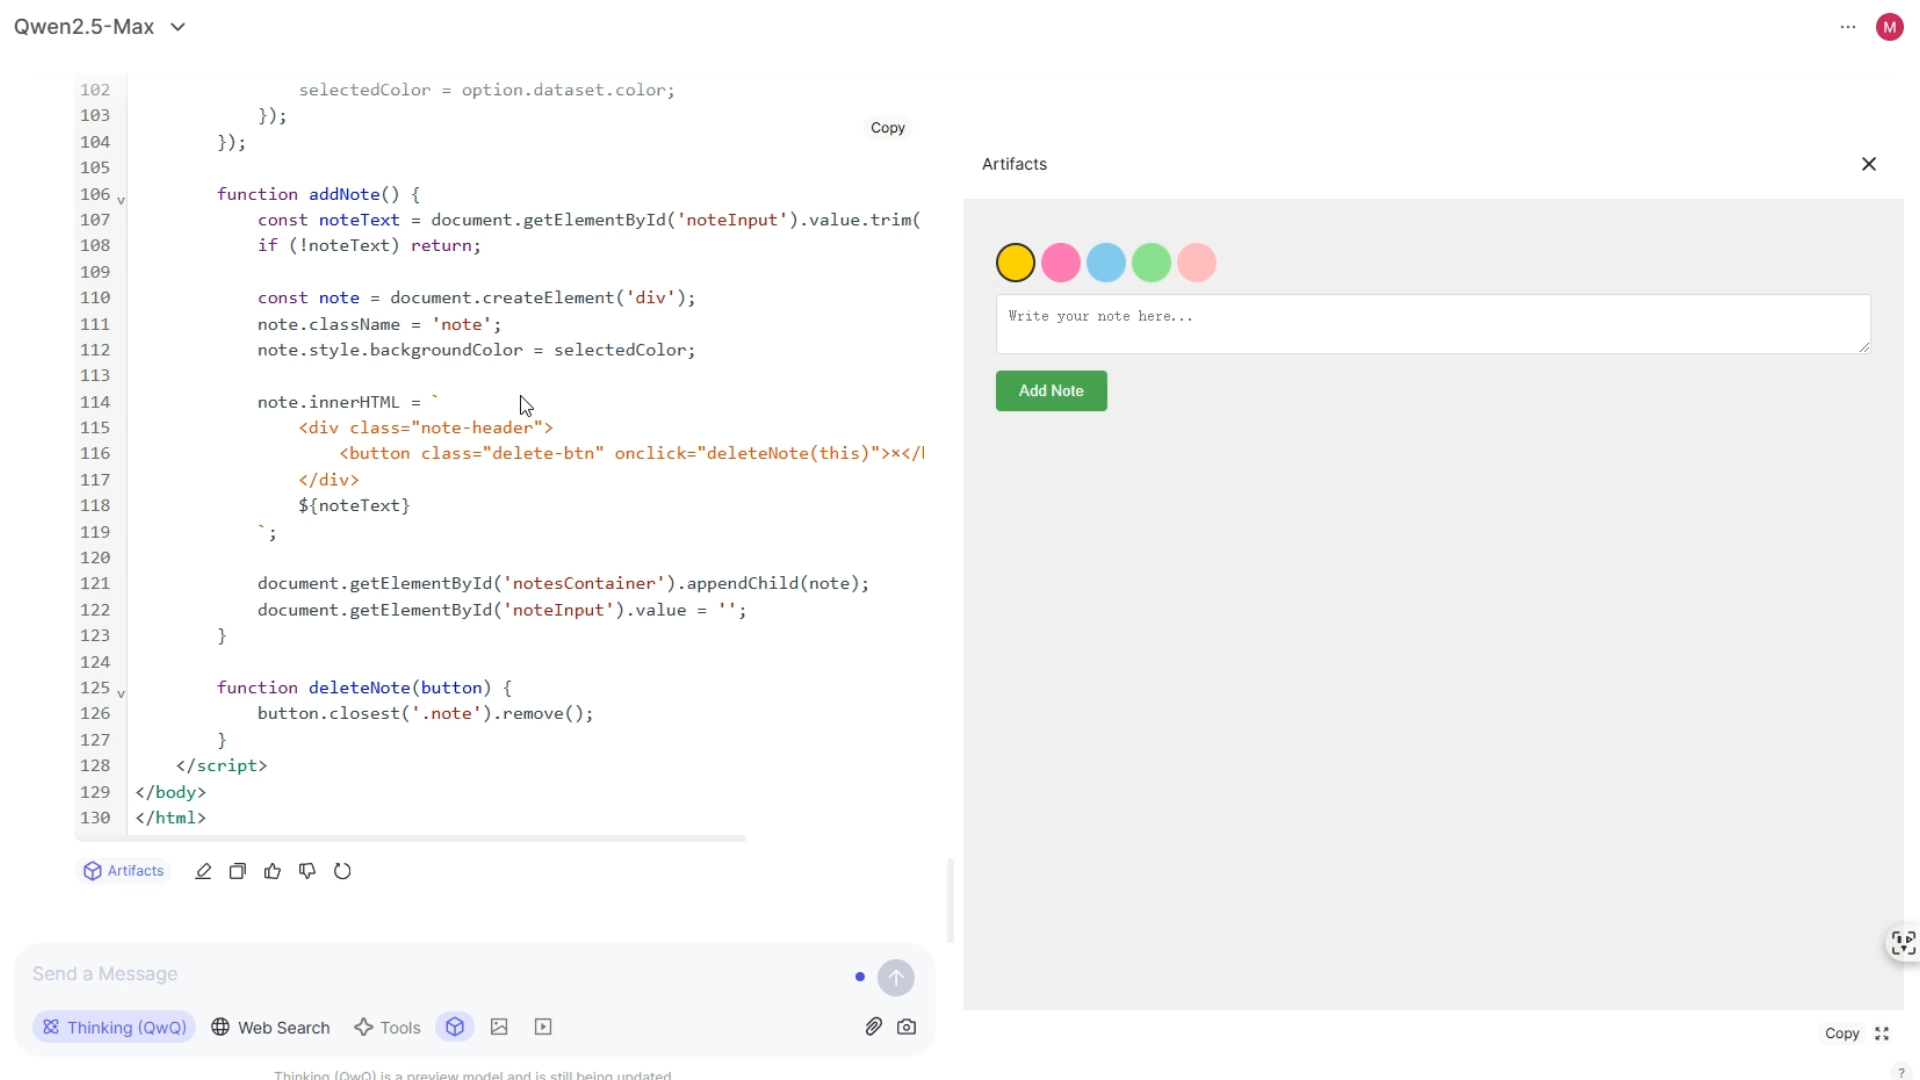 Qwen2.5-Max
M
102 selectedColor = option.dataset.color;
103 });
104 });
Copy
105
106 function addNote() {
107 const noteText = document.getElementById('noteInput').value.trim(
108 if (!noteText) return;
109
110 const note = document.createElement('div');
111 note.className = 'note';
112 note.style.backgroundColor = selectedColor;
113
114 note.innerHTML = `
115 <div class="note-header">
116 <button class="delete-btn" onclick="deleteNote(this)">×</
117 </div>
118 ${noteText}
119 `;
120
121 document.getElementById('notesContainer').appendChild(note);
122 document.getElementById('noteInput').value = '';
123 }
124
125 function deleteNote(button) {
126 button.closest('.note').remove();
127 }
128 </script>
129 </body>
130 </html>
Artifacts
Send a Message
Thinking (QwQ) Web Search Tools
Thinking (QwQ) is a preview model and is still being updated
Artifacts
Write your note here...
Add Note
Copy
?